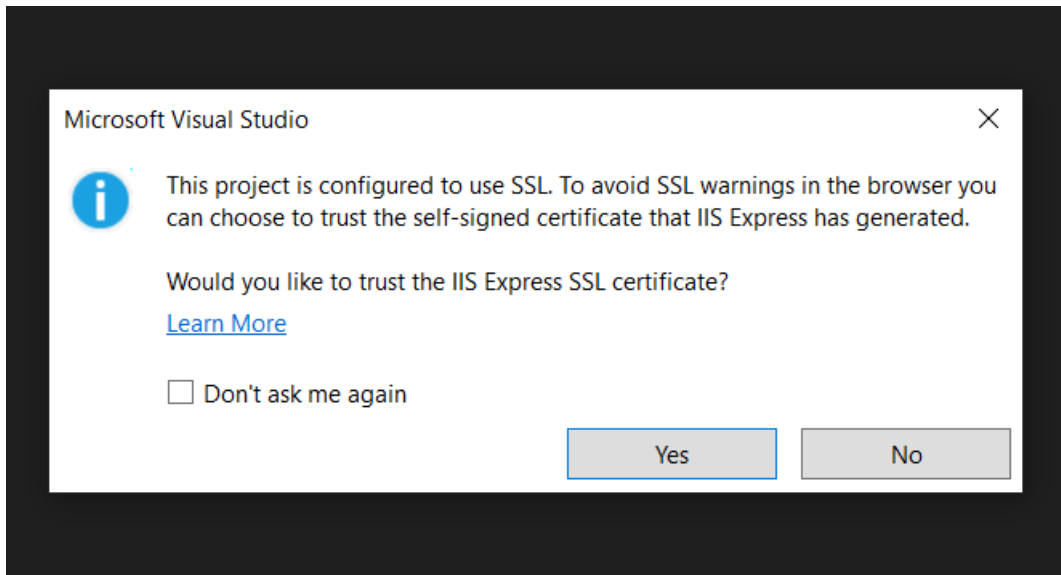 Microsoft Visual Studio
This project is configured to use SSL. To avoid SSL warnings in the browser you
can choose to trust the self-signed certificate that IIS Express has generated.
Would you like to trust the IIS Express SSL certificate?
Learn More
Don't ask me again
Yes
No